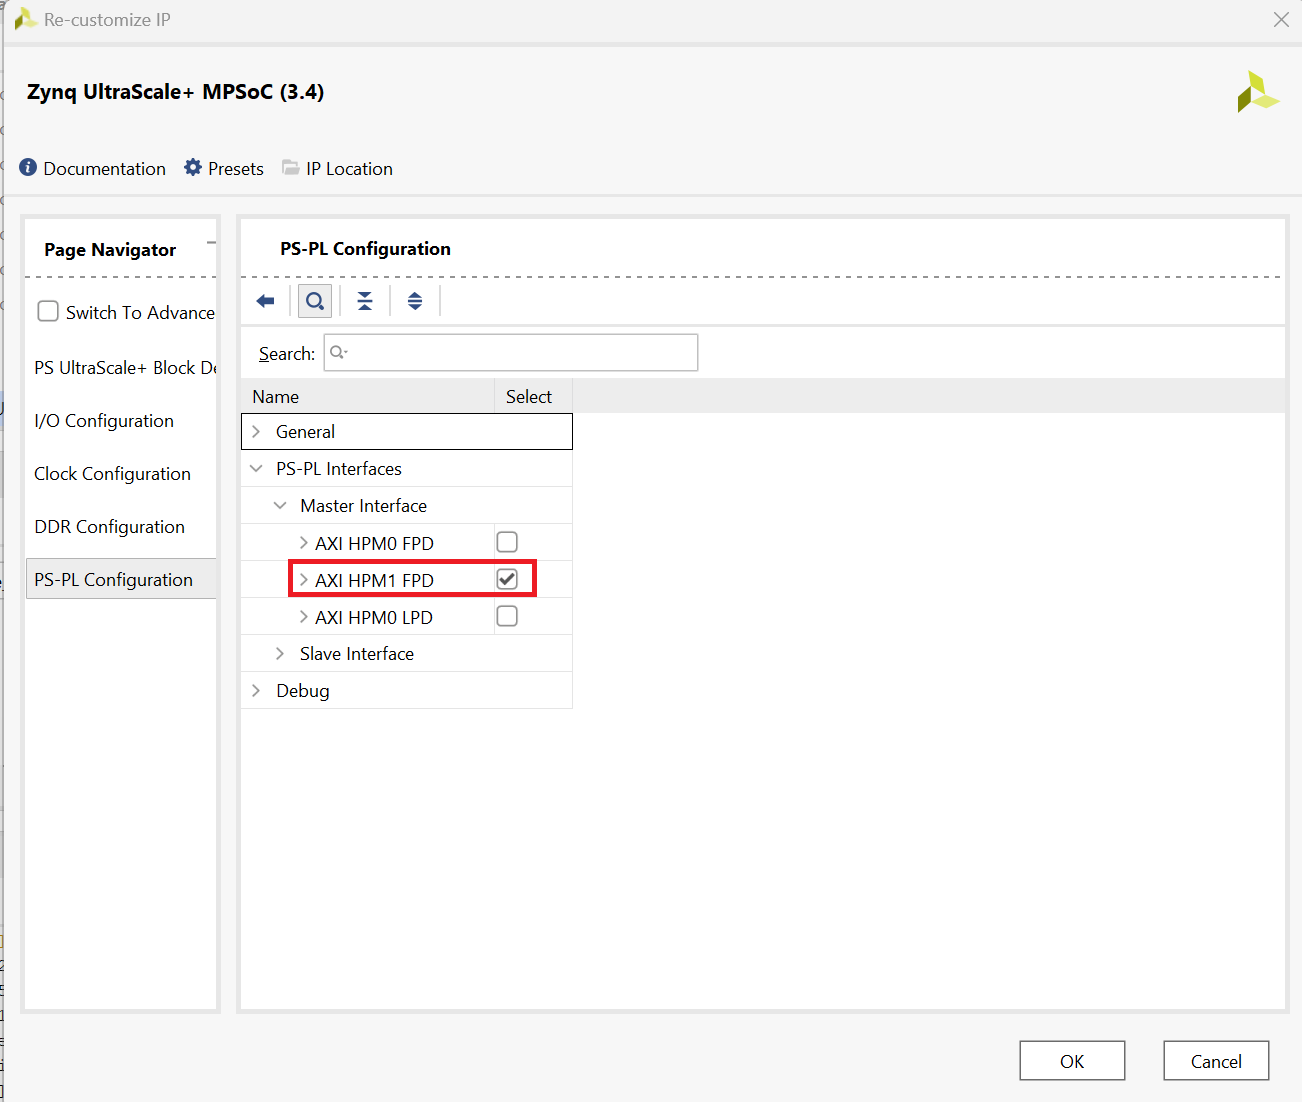 Re-customize IP
Zynq UltraScale+ MPSoC (3.4)
Documentation Presets IP Location
Page Navigator
Switch To Advance
PS UltraScale+ Block De
I/O Configuration
Clock Configuration
DDR Configuration
PS-PL Configuration
PS-PL Configuration
Search:
Name Select
General
PS-PL Interfaces
Master Interface
AXI HPM0 FPD
AXI HPM1 FPD
AXI HPM0 LPD
Slave Interface
Debug
OK Cancel